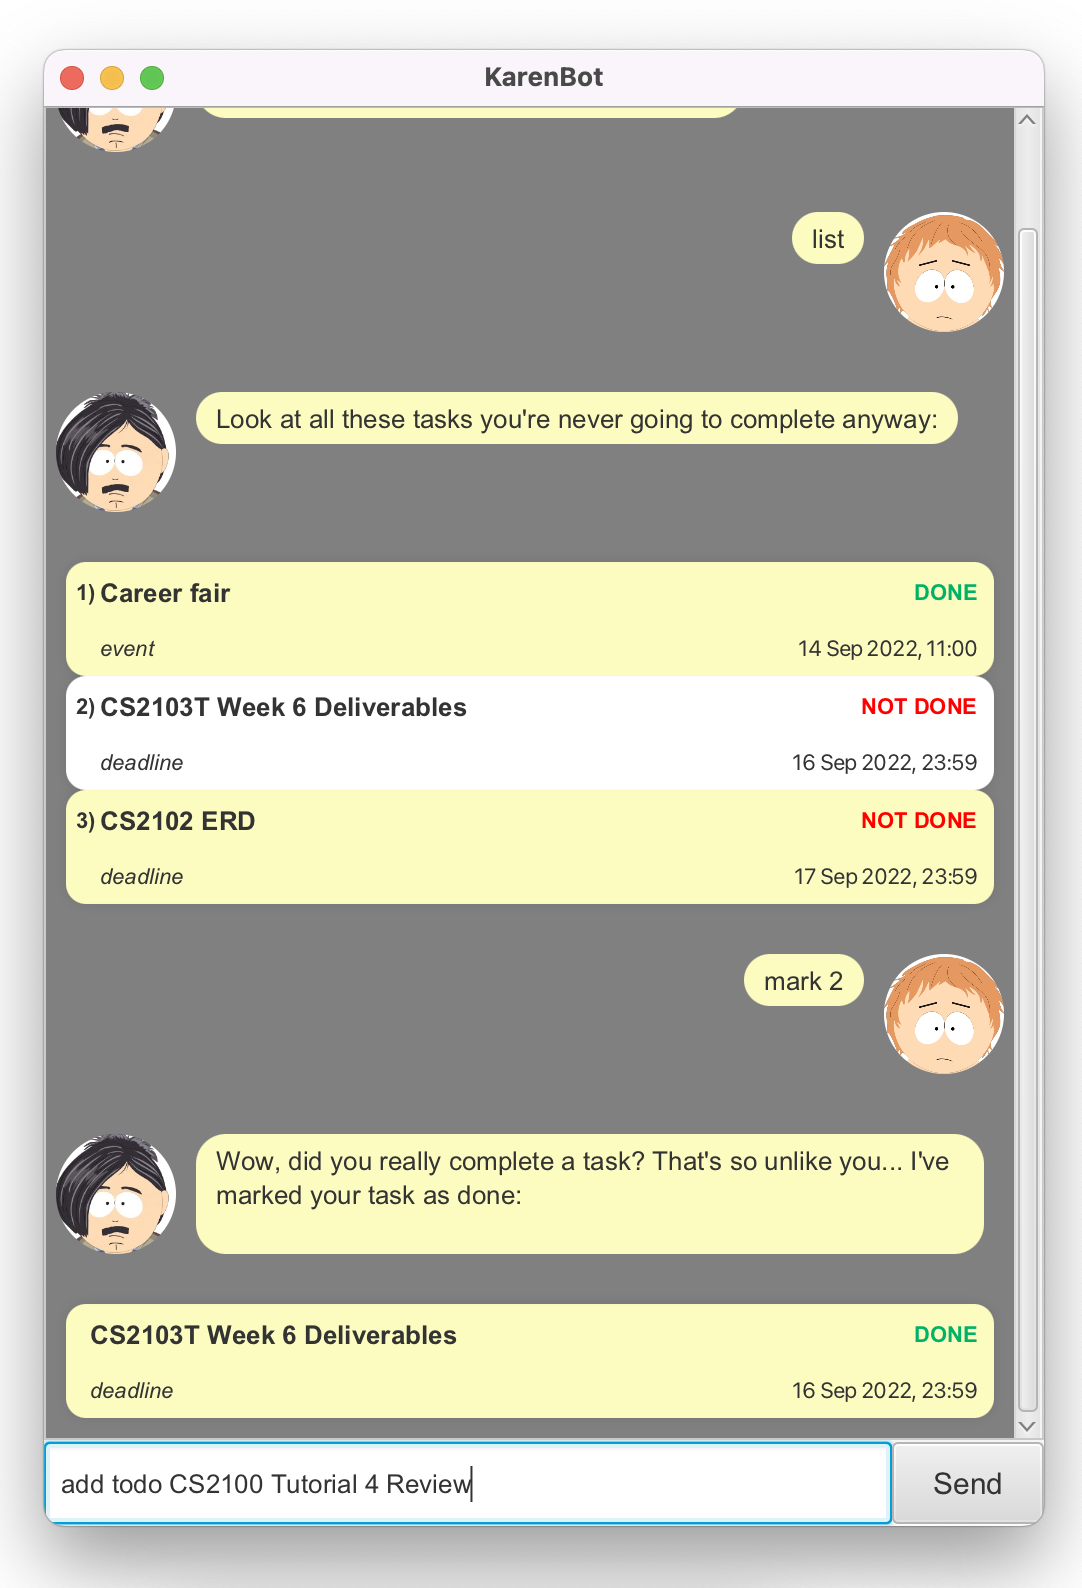 KarenBot
list
Look at all these tasks you're never going to complete anyway:
1) Career fair
DONE
event
14 Sep 2022, 11:00
2) CS2103T Week 6 Deliverables
NOT DONE
deadline
16 Sep 2022, 23:59
3) CS2102 ERD
NOT DONE
deadline
17 Sep 2022, 23:59
mark 2
Wow, did you really complete a task? That's so unlike you... I've
marked your task as done:
CS2103T Week 6 Deliverables
DONE
deadline
16 Sep 2022, 23:59
add todo CS2100 Tutorial 4 Review
Send